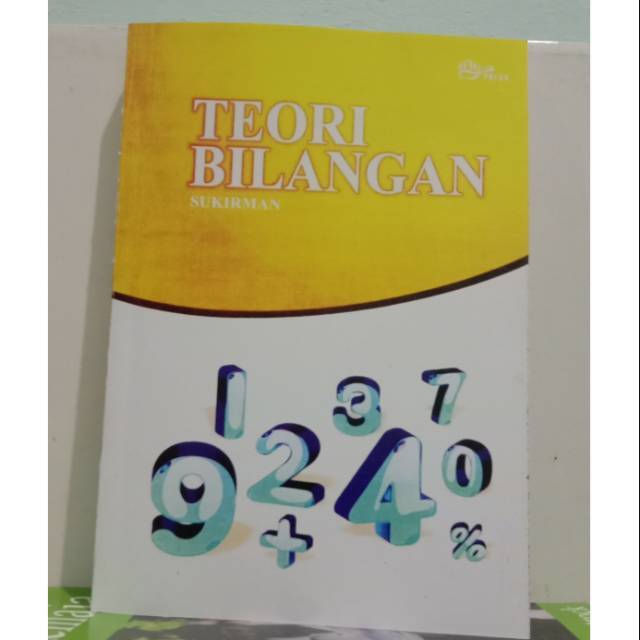 TEORI
BILANGAN
SUKIRMAN
1 3 7
9 2 4 0
+ %